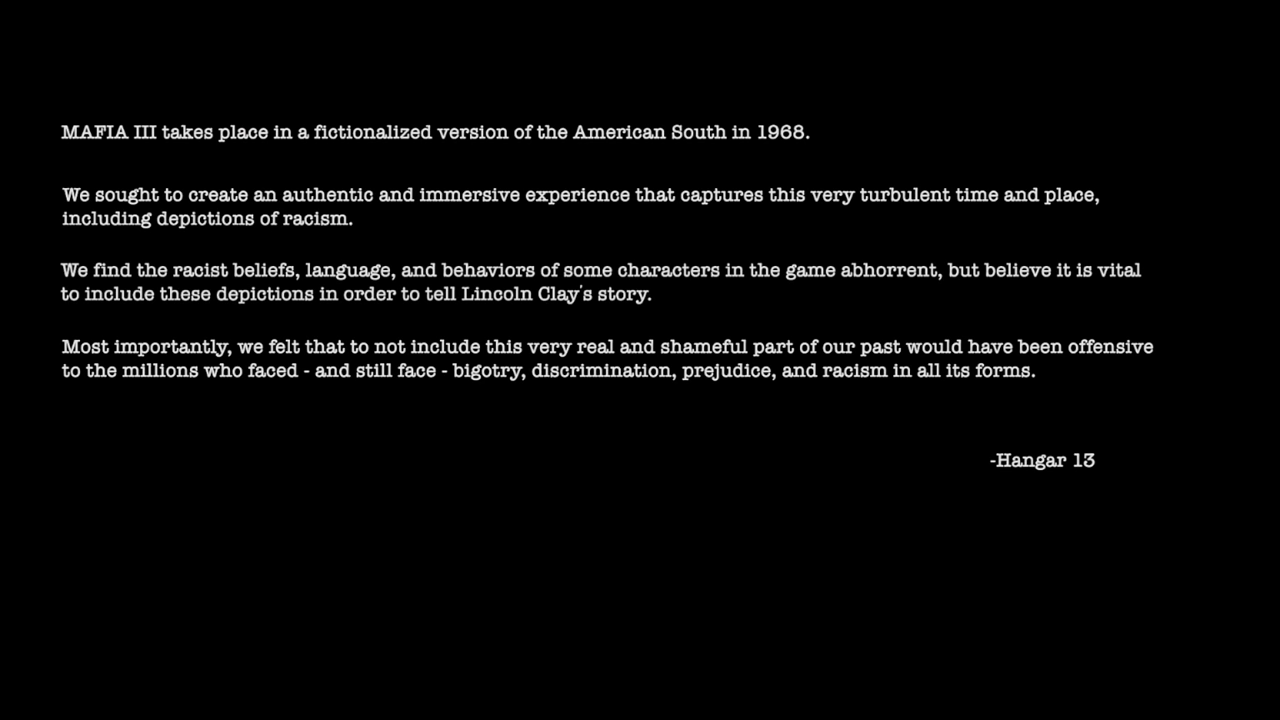 MAFIA III takes place in a fictionalized version of the American South in 1968.
We sought to create an authentic and immersive experience that captures this very turbulent time and place,
including depictions of racism.
We find the racist beliefs, language, and behaviors of some characters in the game abhorrent, but believe it is vital
to include these depictions in order to tell Lincoln Clay's story.
Most importantly, we felt that to not include this very real and shameful part of our past would have been offensive
to the millions who faced - and still face - bigotry, discrimination, prejudice, and racism in all its forms.
-Hangar 13